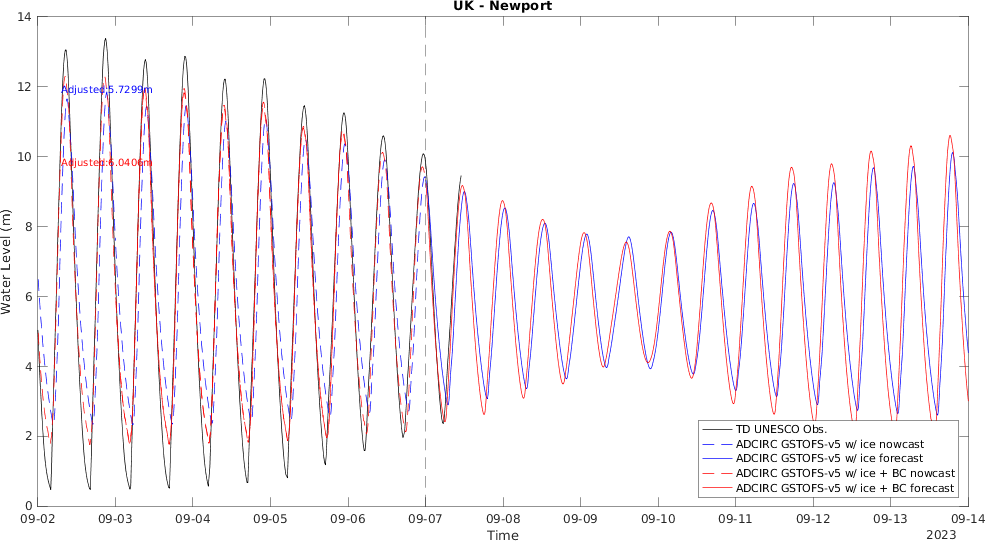 UK - Newport
14
12
10
8
6
4
2
0
Water Level (m)
Adjusted:5.7299m
Adjusted:6.0406m
TD UNESCO Obs.
ADCIRC GSTOFS-v5 w/ ice nowcast
ADCIRC GSTOFS-v5 w/ ice forecast
ADCIRC GSTOFS-v5 w/ ice + BC nowcast
ADCIRC GSTOFS-v5 w/ ice + BC forecast
09-02 09-03 09-04 09-05 09-06 09-07 09-08 09-09 09-10 09-11 09-12 09-13 09-14
Time
2023